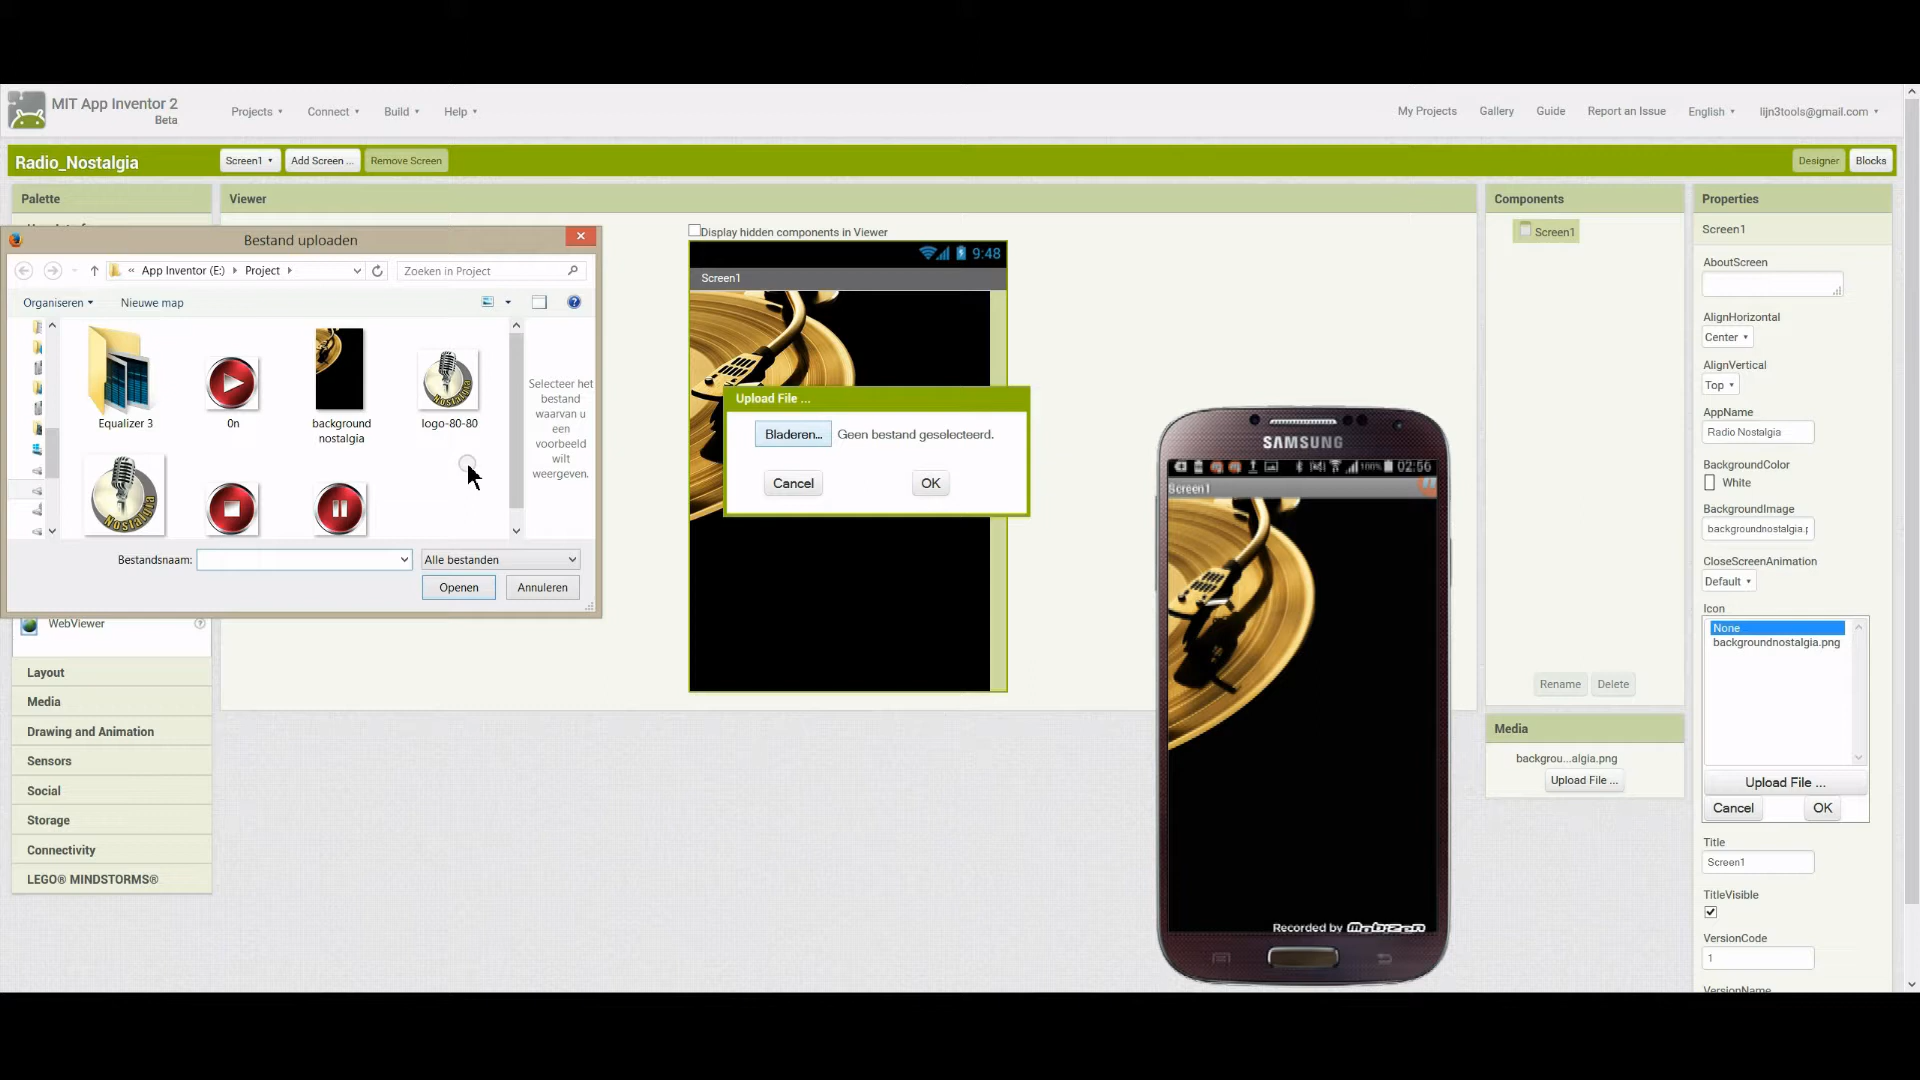 MIT App Inventor 2
Beta
Projects
Connect
Build
Help
My Projects
Gallery
Guide
Report an Issue
English
lijn3tools@gmail.com
Radio_Nostalgia
Screen1
Add Screen ...
Remove Screen
Designer
Blocks
Palette
Viewer
Components
Properties
Bestand uploaden
« App Inventor (E:)
Project
Zoeken in Project
Organiseren
Nieuwe map
Equalizer 3
0n
background
nostalgia
logo-80-80
Nostalgia
Nostalgia
Selecteer het
bestand
waarvan u
een
voorbeeld
wilt
weergeven.
Bestandsnaam:
Alle bestanden
Openen
Annuleren
WebViewer
Layout
Media
Drawing and Animation
Sensors
Social
Storage
Connectivity
LEGO® MINDSTORMS®
Display hidden components in Viewer
9:48
Screen1
Upload File ...
Bladeren...
Geen bestand geselecteerd.
Cancel
OK
SAMSUNG
100%
02:56
Screen1
Recorded by Mobizen
Screen1
Rename
Delete
Media
backgrou...algia.png
Upload File ...
Screen1
AboutScreen
AlignHorizontal
Center
AlignVertical
Top
AppName
Radio Nostalgia
BackgroundColor
White
BackgroundImage
backgroundnostalgia.p
CloseScreenAnimation
Default
Icon
None
backgroundnostalgia.png
Upload File ...
Cancel
OK
Title
Screen1
TitleVisible
VersionCode
1
VersionName